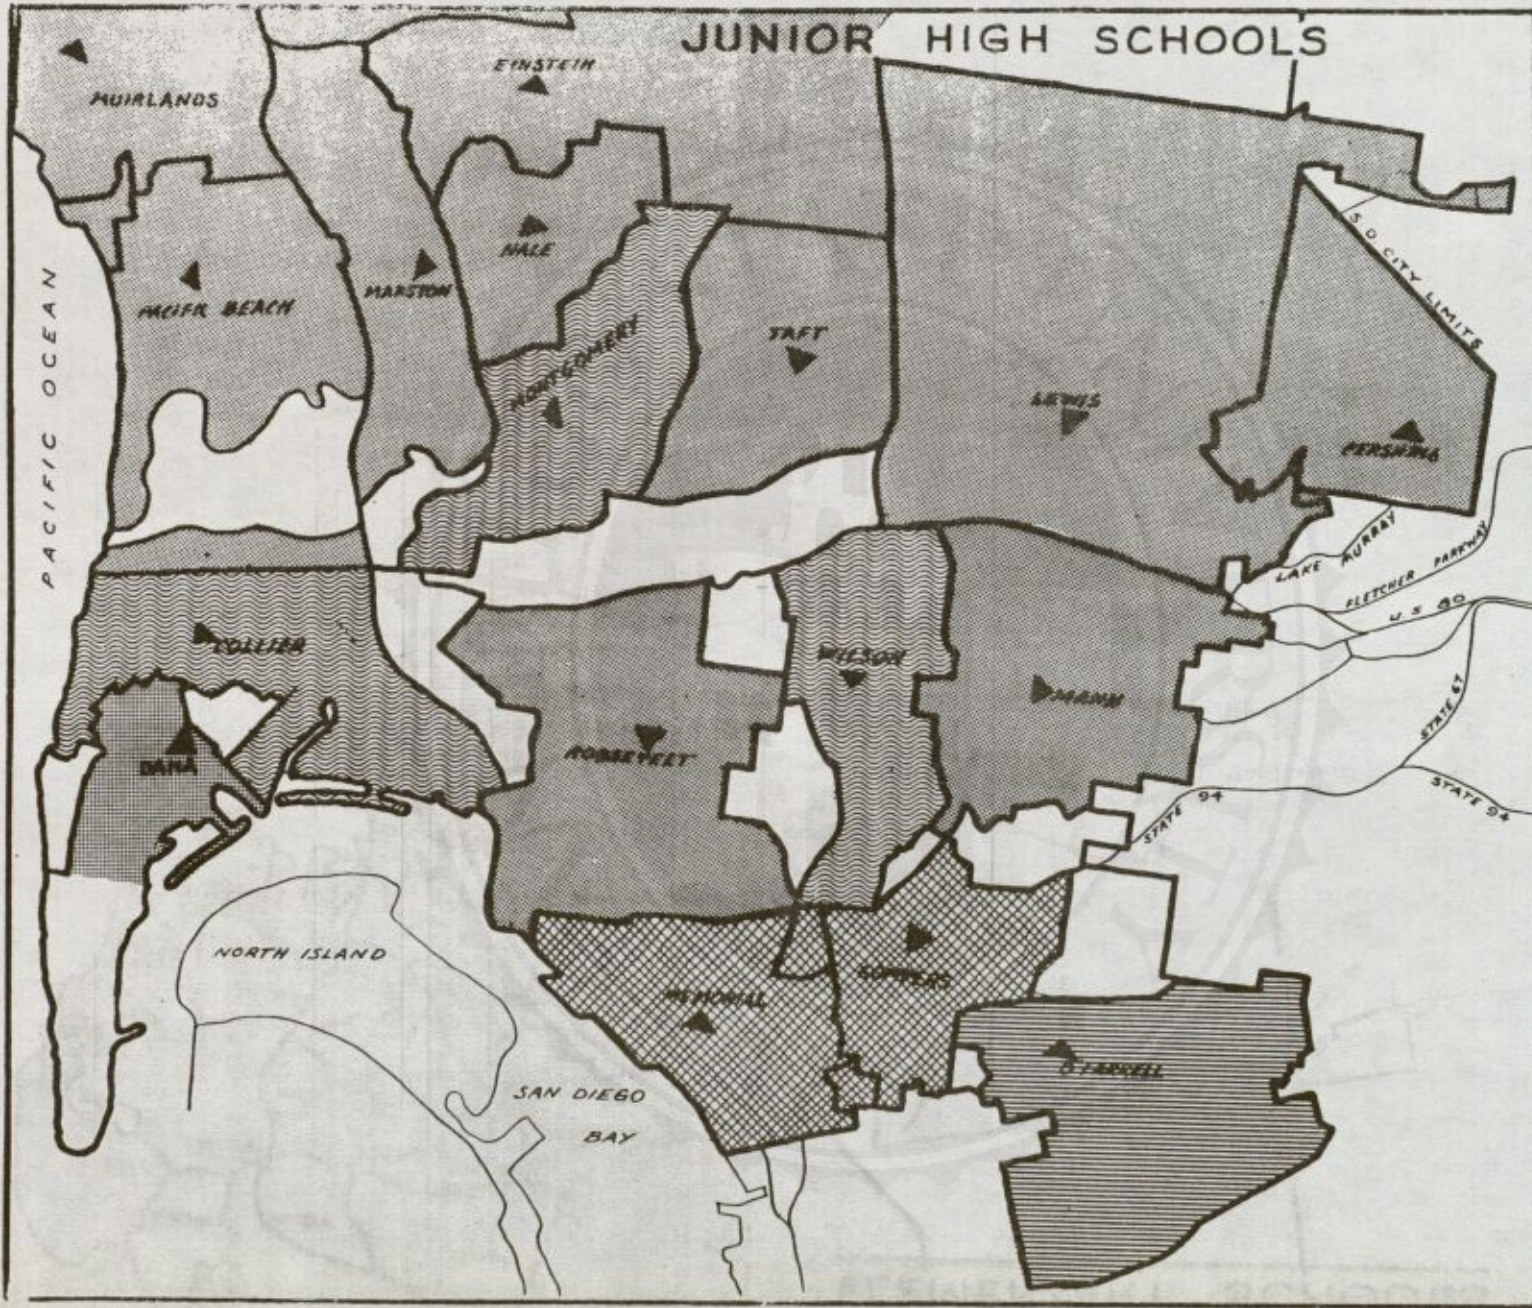 JUNIOR HIGH SCHOOLS
EINSTEIN
MUIRLANDS
HALE
S D CITY LIMITS
MARSTON
PACIFIC BEACH
PACIFIC OCEAN
MONTGOMERY
TAFT
LEWIS
PERSHING
LAKE MURRAY
FLETCHER PARKWAY
U.S 80
COLLIER
WILSON
MANN
STATE 67
DANA
ROOSEVELT
STATE 94
STATE 94
NORTH ISLAND
GOMPERS
MEMORIAL
O'FARRELL
SAN DIEGO
BAY